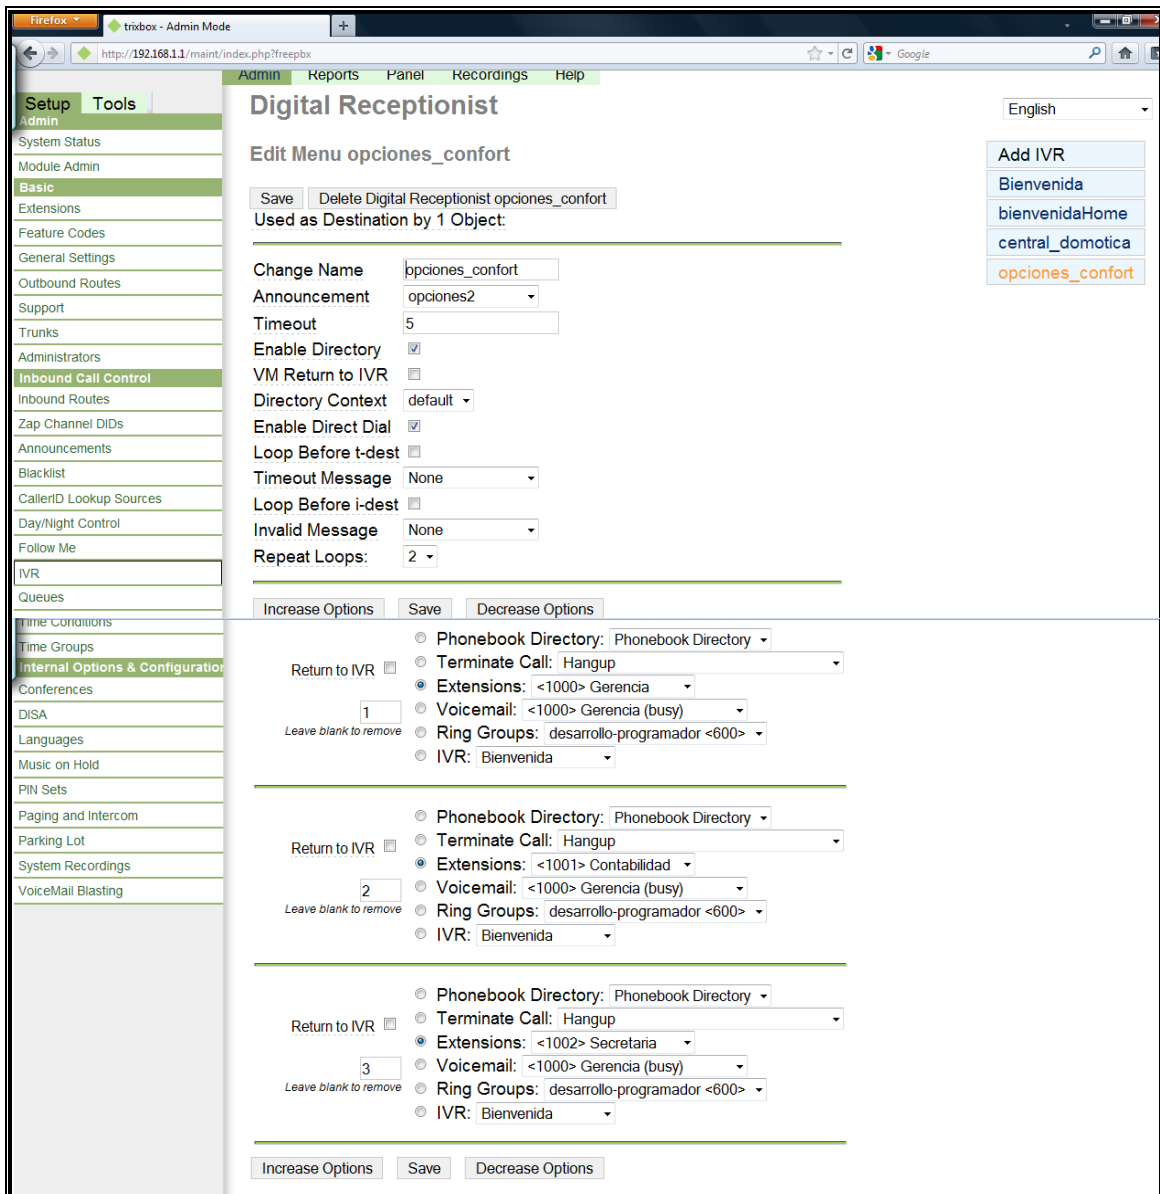 Firefox
trixbox - Admin Mode
+
http://192.168.1.1/maint/index.php?freepbx
Google
Admin Reports Panel Recordings Help
Setup Tools
Admin
System Status
Module Admin
Basic
Extensions
Feature Codes
General Settings
Outbound Routes
Support
Trunks
Administrators
Inbound Call Control
Inbound Routes
Zap Channel DIDs
Announcements
Blacklist
CallerID Lookup Sources
Day/Night Control
Follow Me
IVR
Queues
Time Conditions
Time Groups
Internal Options & Configuration
Conferences
DISA
Languages
Music on Hold
PIN Sets
Paging and Intercom
Parking Lot
System Recordings
VoiceMail Blasting
Digital Receptionist
English
Edit Menu opciones_confort
Add IVR
Bienvenida
bienvenidaHome
central_domotica
opciones_confort
Save Delete Digital Receptionist opciones_confort
Used as Destination by 1 Object:
Change Name opciones_confort
Announcement opciones2
Timeout 5
Enable Directory
VM Return to IVR
Directory Context default
Enable Direct Dial
Loop Before t-dest
Timeout Message None
Loop Before i-dest
Invalid Message None
Repeat Loops: 2
Increase Options Save Decrease Options
Phonebook Directory: Phonebook Directory
Return to IVR Terminate Call: Hangup
Extensions: <1000> Gerencia
1 Voicemail: <1000> Gerencia (busy)
Leave blank to remove Ring Groups: desarrollo-programador <600>
IVR: Bienvenida
Phonebook Directory: Phonebook Directory
Return to IVR Terminate Call: Hangup
Extensions: <1001> Contabilidad
2 Voicemail: <1000> Gerencia (busy)
Leave blank to remove Ring Groups: desarrollo-programador <600>
IVR: Bienvenida
Phonebook Directory: Phonebook Directory
Return to IVR Terminate Call: Hangup
Extensions: <1002> Secretaria
3 Voicemail: <1000> Gerencia (busy)
Leave blank to remove Ring Groups: desarrollo-programador <600>
IVR: Bienvenida
Increase Options Save Decrease Options